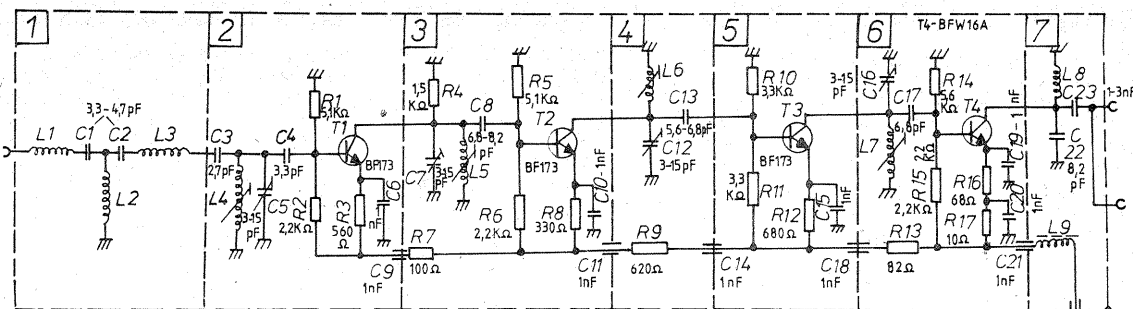 1
2
3
4
5
6
7
T4-BFW16A
L1
C1
C2
3,3-4,7pF
L3
L2
C3
2,7pF
L4
3-15
pF
C5
C4
3,3pF
R1
5,1KΩ
R2
2,2KΩ
T1
BF173
R3
560
Ω
C6
nF
C9
1nF
1,5
KΩ
R4
C7
3-15
pF
L5
C8
6,8-8,2
pF
R7
100Ω
R5
5,1KΩ
R6
2,2KΩ
T2
BF173
R8
330Ω
C10-1nF
C11
1nF
L6
C12
3-15pF
C13
5,6-6,8pF
R9
620Ω
C14
1nF
R10
3,3KΩ
R11
3,3
KΩ
T3
BF173
R12
680Ω
C15
1nF
C18
1nF
3-15
pF
C16
L7
C17
6,6pF
R14
5,6
KΩ
R15
22
KΩ
2,2KΩ
R13
82Ω
T4
R16
68Ω
R17
10Ω
C19-1nF
C20
1nF
C21
1nF
L8
C23
1-3nF
C
22
8,2
pF
L9